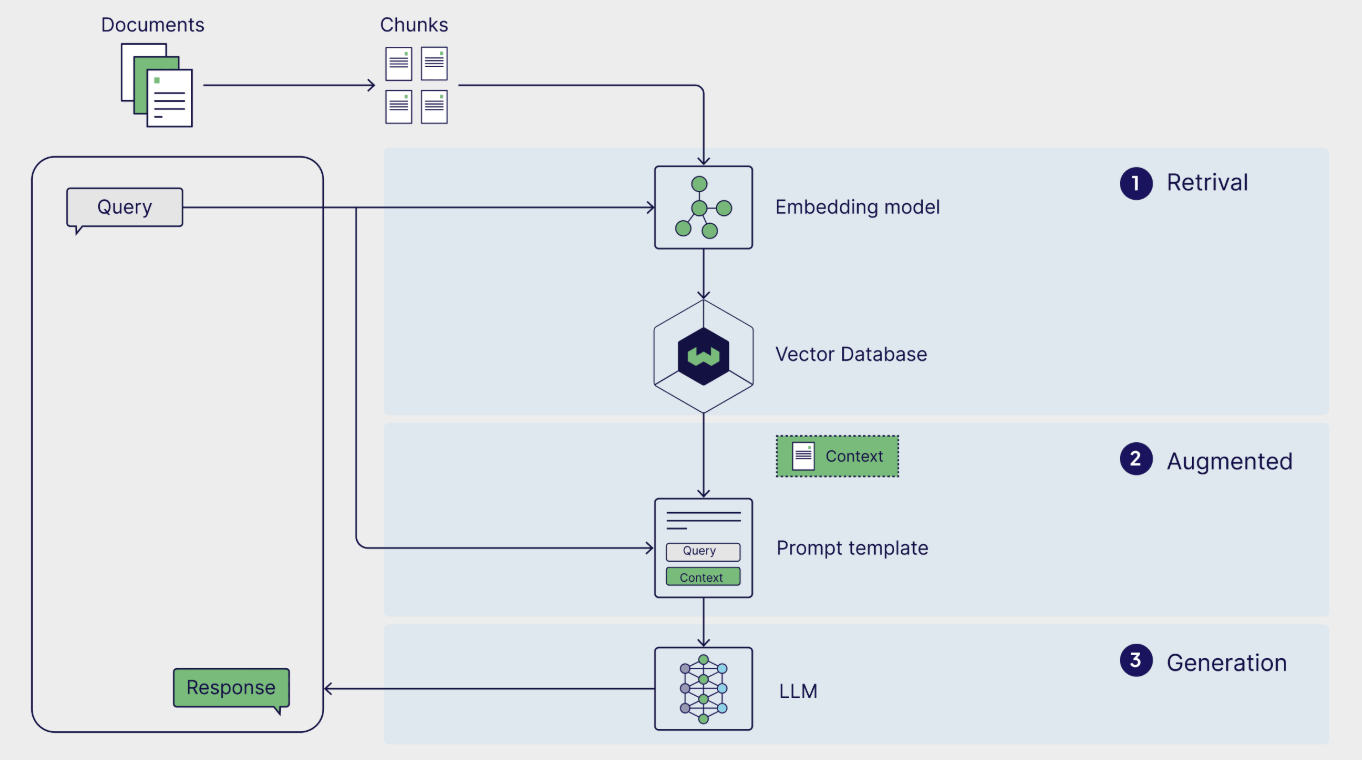 Documents
Chunks
Query
Embedding model
1 Retrival
Vector Database
Context
2 Augmented
Query
Context
Prompt template
Response
LLM
3 Generation